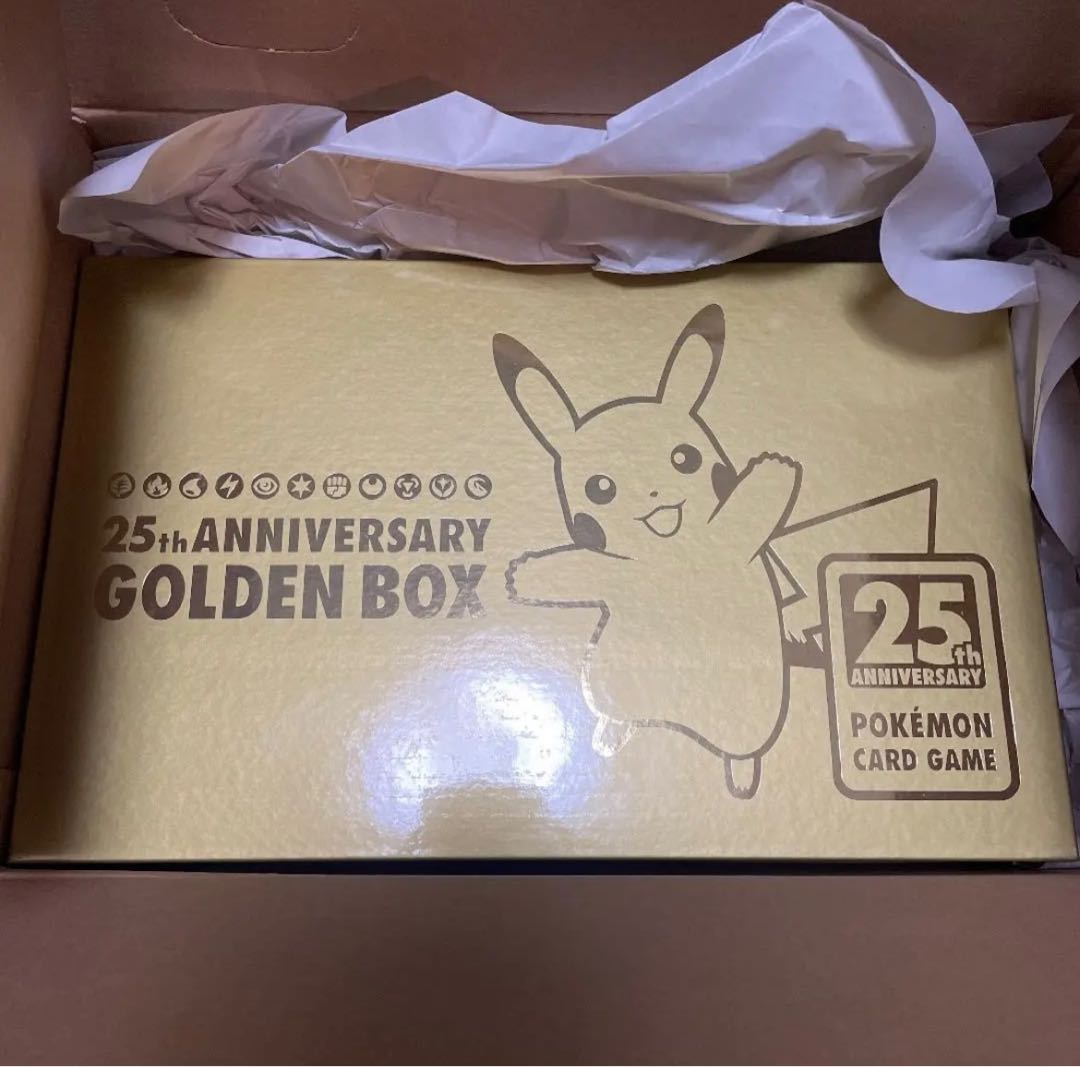 25th ANNIVERSARY
GOLDEN BOX
25th
ANNIVERSARY
POKÉMON
CARD GAME